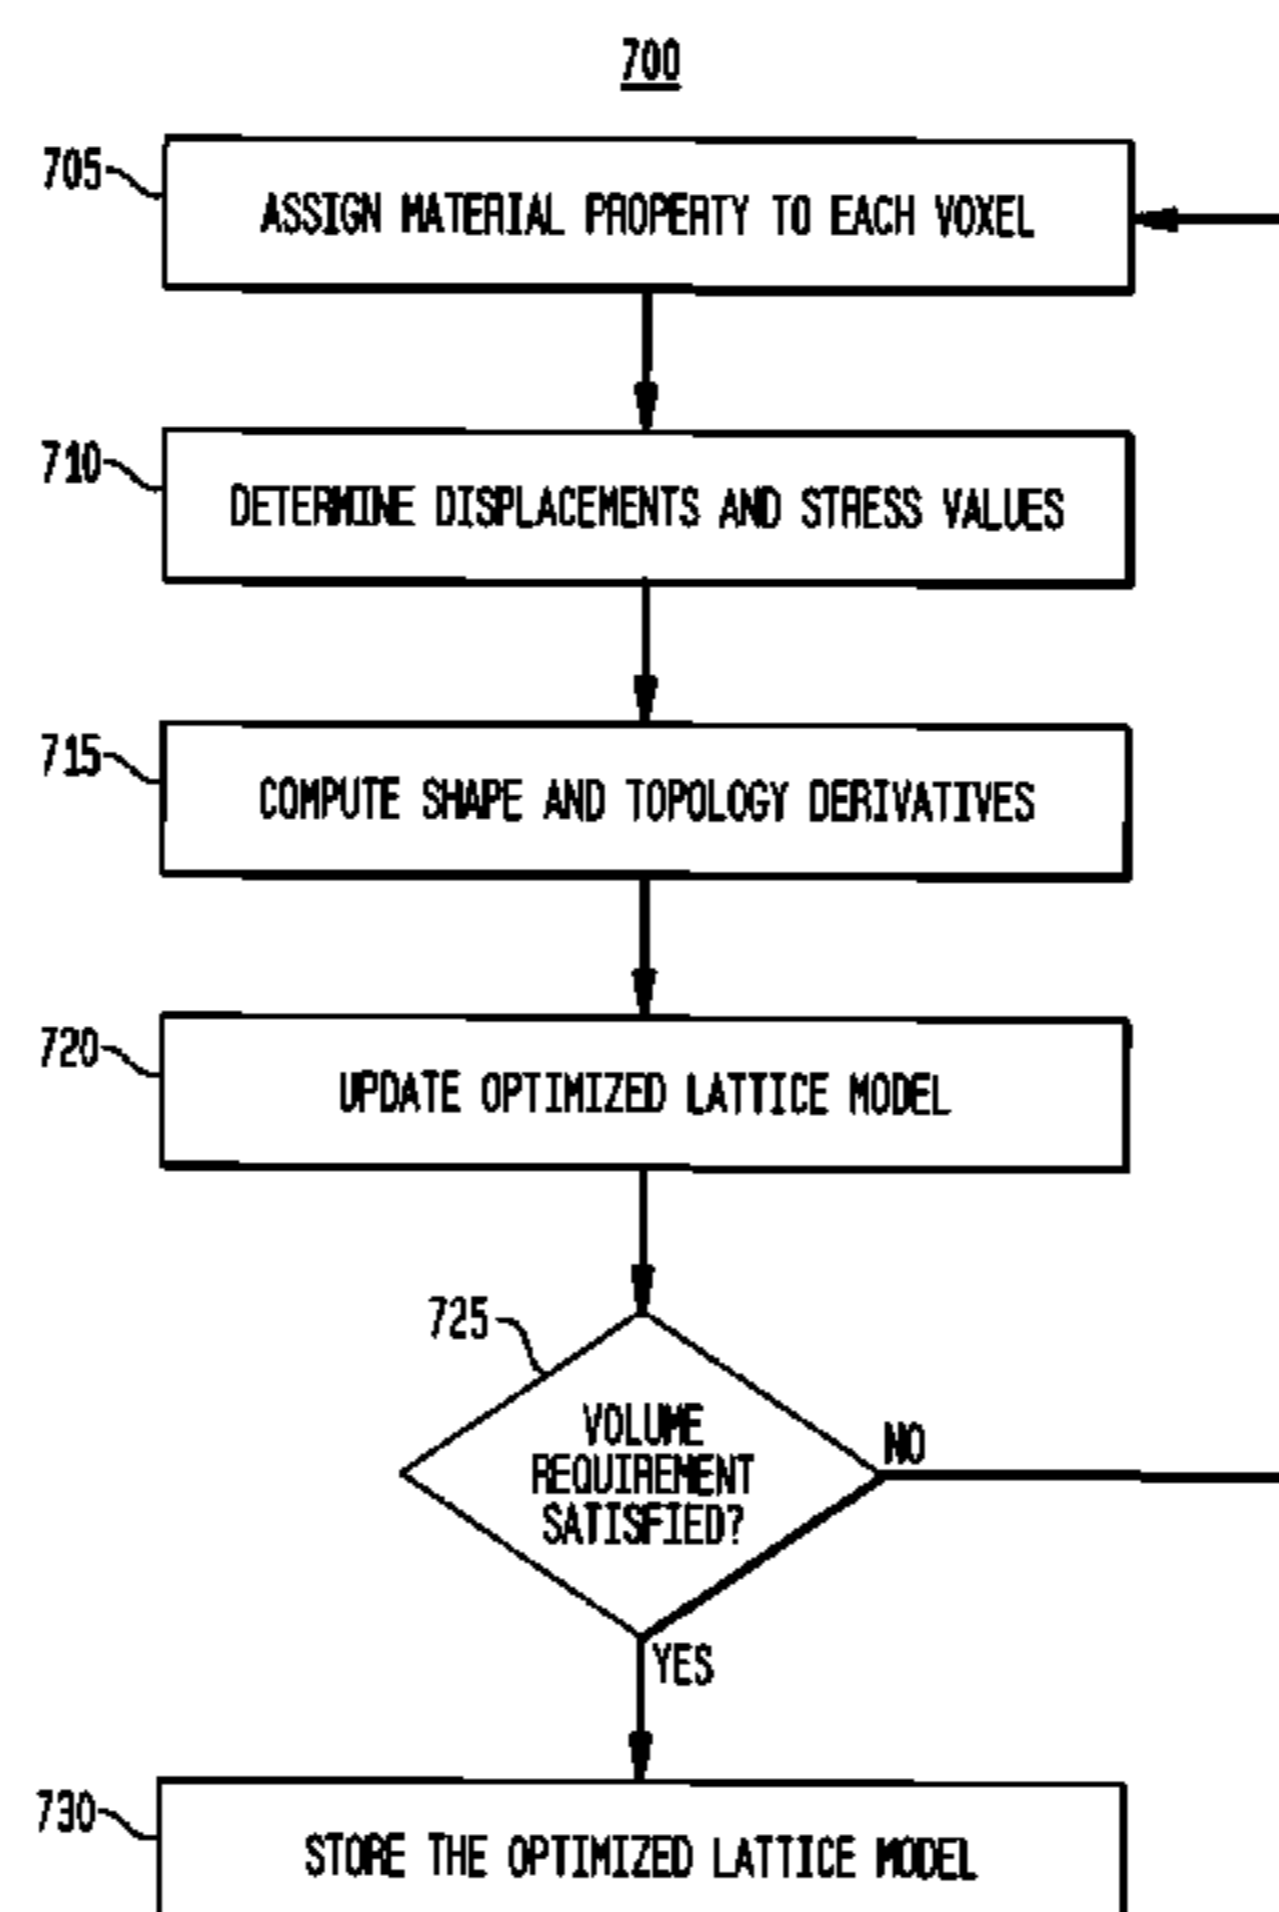 700
705
ASSIGN MATERIAL PROPERTY TO EACH VOXEL
710
DETERMINE DISPLACEMENTS AND STRESS VALUES
715
COMPUTE SHAPE AND TOPOLOGY DERIVATIVES
720
UPDATE OPTIMIZED LATTICE MODEL
725
VOLUME
REQUIREMENT
SATISFIED?
NO
YES
730
STORE THE OPTIMIZED LATTICE MODEL